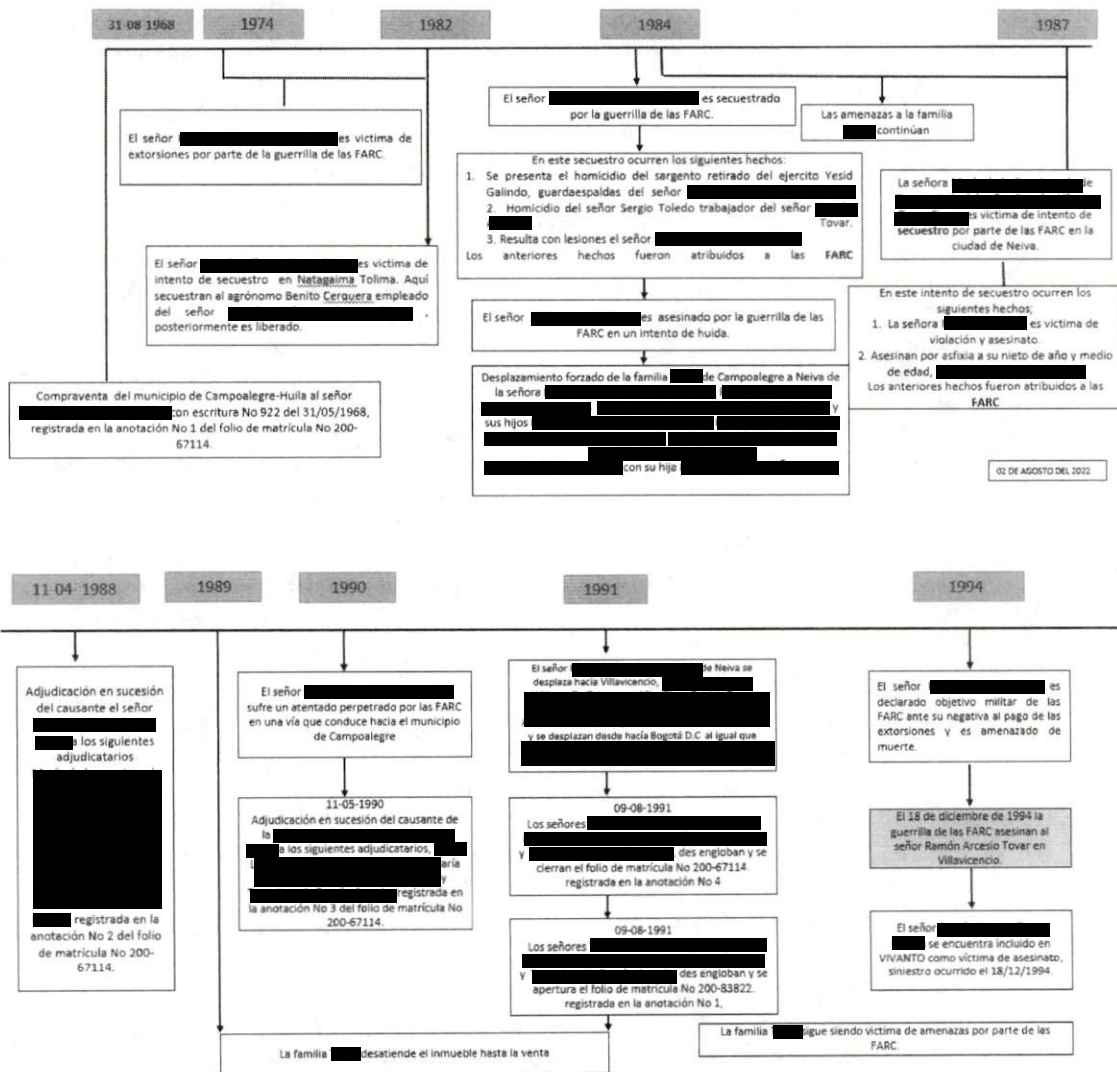 31-08-1968
1974
1982
1984
1987
El señor es victima de
extorsiones por parte de la guerrilla de las FARC.
El señor es victima de
intento de secuestro en Natagaima Tolima. Aquí
secuestran al agrónomo Benito Cerquera empleado
del señor ,
posteriormente es liberado.
Compraventa del municipio de Campoalegre-Huila al señor
con escritura No 922 del 31/05/1968,
registrada en la anotación No 1 del folio de matrícula No 200-
67114.
El señor es secuestrado
por la guerrilla de las FARC.
En este secuestro ocurren los siguientes hechos:
1. Se presenta el homicidio del sargento retirado del ejercito Yesid
Galindo, guardaespaldas del señor
2. Homicidio del señor Sergio Toledo trabajador del señor
Tovar.
3. Resulta con lesiones el señor
Los anteriores hechos fueron atribuidos a las FARC
El señor es asesinado por la guerrilla de las
FARC en un intento de huida.
Desplazamiento forzado de la familia de Campoalegre a Neiva de
la señora
y
sus hijos
con su hija
Las amenazas a la familia
continúan
La señora de
es victima de intento de
secuestro por parte de las FARC en la
ciudad de Neiva.
En este intento de secuestro ocurren los
siguientes hechos;
1. La señora es victima de
violación y asesinato.
2. Asesinan por asfixia a su nieto de año y medio
de edad,
Los anteriores hechos fueron atribuidos a las
FARC
02 DE AGOSTO DEL 2022
11-04- 1988
1989
1990
1991
1994
Adjudicación en sucesión
del causante el señor
a los siguientes
adjudicatarios
registrada en la
anotación No 2 del folio
de matrícula No 200-
67114.
El señor
sufre un atentado perpetrado por las FARC
en una vía que conduce hacia el municipio
de Campoalegre
11-05-1990
Adjudicación en sucesión del causante de
la
a los siguientes adjudicatarios,
aría
y
registrada en
la anotación No 3 del folio de matrícula No
200-67114.
El señor de Neiva se
desplaza hacia Villavicencio,
y se desplazan desde hacía Bogotá D.C al igual que
09-08-1991
Los señores
y , des engloban y se
cierran el folio de matrícula No 200-67114.
registrada en la anotación No 4
09-08-1991
Los señores
y des engloban y se
apertura el folio de matricula No 200-83822.
registrada en la anotación No 1,
El señor es
declarado objetivo militar de las
FARC ante su negativa al pago de las
extorsiones y es amenazado de
muerte.
El 18 de diciembre de 1994 la
guerrilla de las FARC asesinan al
señor Ramón Arcesio Tovar en
Villavicencio.
El señor
se encuentra incluido en
VIVANTO como víctima de asesinato,
siniestro ocurrido el 18/12/1994.
La familia desatiende el inmueble hasta la venta
La familia sigue siendo victima de amenazas por parte de las
FARC.